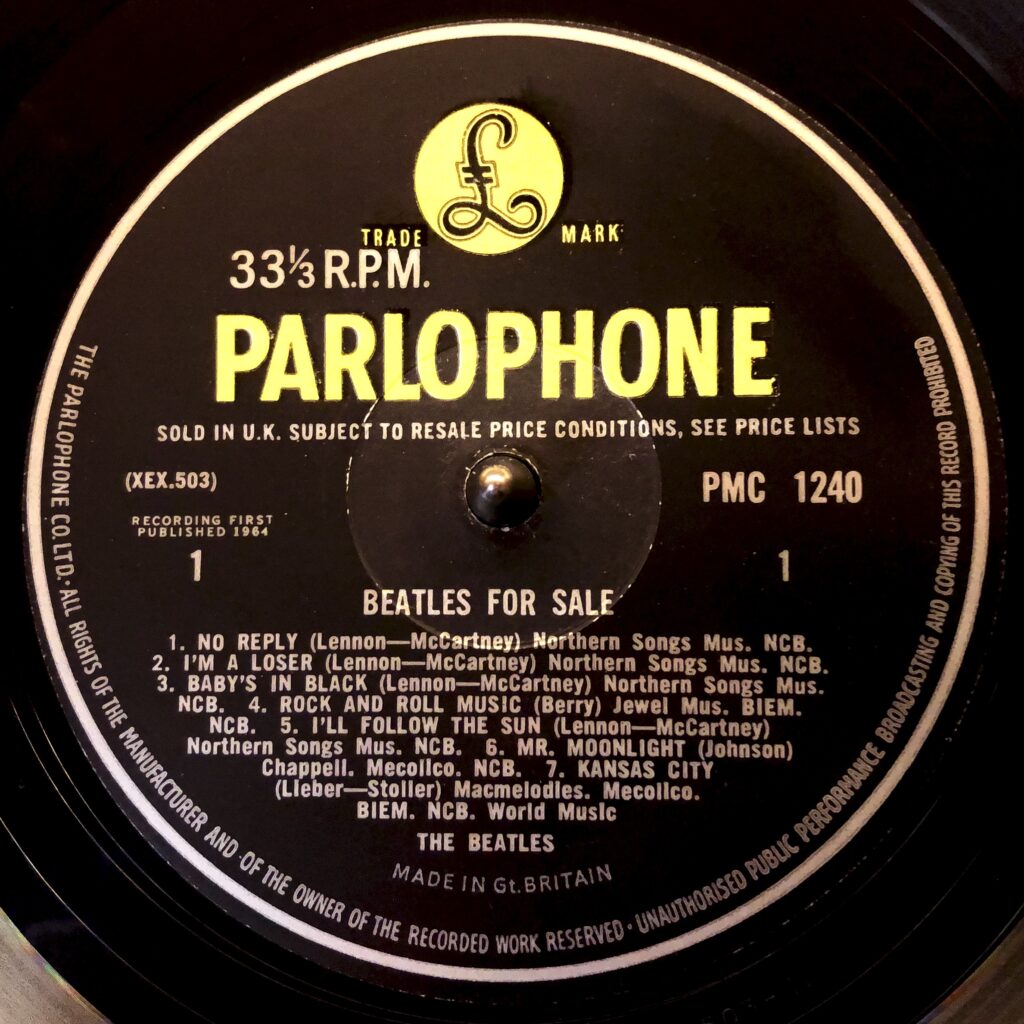 £
TRADE MARK
33⅓ R.P.M.
PARLOPHONE
SOLD IN U.K. SUBJECT TO RESALE PRICE CONDITIONS, SEE PRICE LISTS
(XEX.503)
PMC 1240
RECORDING FIRST
PUBLISHED 1964
1
1
BEATLES FOR SALE
1. NO REPLY (Lennon—McCartney) Northern Songs Mus. NCB.
2. I'M A LOSER (Lennon—McCartney) Northern Songs Mus. NCB.
3. BABY'S IN BLACK (Lennon—McCartney) Northern Songs Mus.
NCB. 4. ROCK AND ROLL MUSIC (Berry) Jewel Mus. BIEM.
NCB. 5. I'LL FOLLOW THE SUN (Lennon—McCartney)
Northern Songs Mus. NCB. 6. MR. MOONLIGHT (Johnson)
Chappell. Mecolico. NCB. 7. KANSAS CITY
(Lieber—Stoller) Macmelodies. Mecolico.
BIEM. NCB. World Music
THE BEATLES
MADE IN Gt. BRITAIN
THE PARLOPHONE CO. LTD. · ALL RIGHTS OF THE MANUFACTURER AND OF THE OWNER OF THE RECORDED WORK RESERVED · UNAUTHORISED PUBLIC PERFORMANCE BROADCASTING AND COPYING OF THIS RECORD PROHIBITED